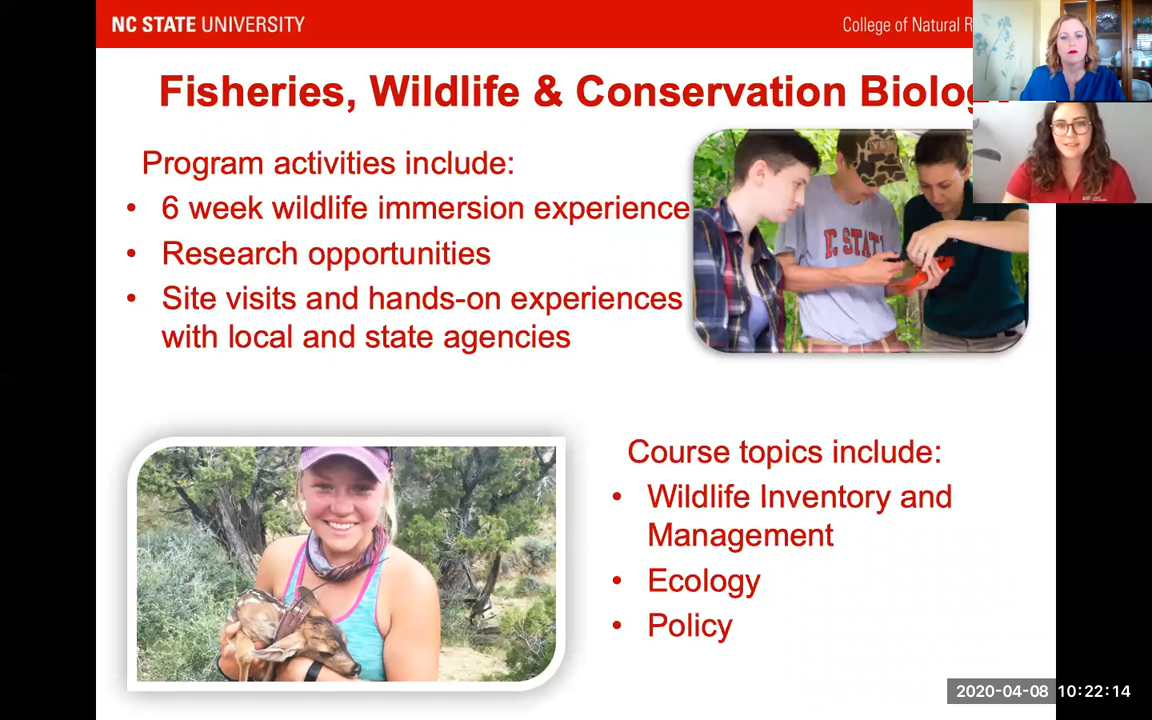 NC STATE UNIVERSITY
College of Natural
Fisheries, Wildlife & Conservation
Program activities include:
• 6 week wildlife immersion experience
• Research opportunities
• Site visits and hands-on experiences
with local and state agencies
Course topics include:
• Wildlife Inventory and
Management
• Ecology
• Policy
2020-04-08 10:22:14